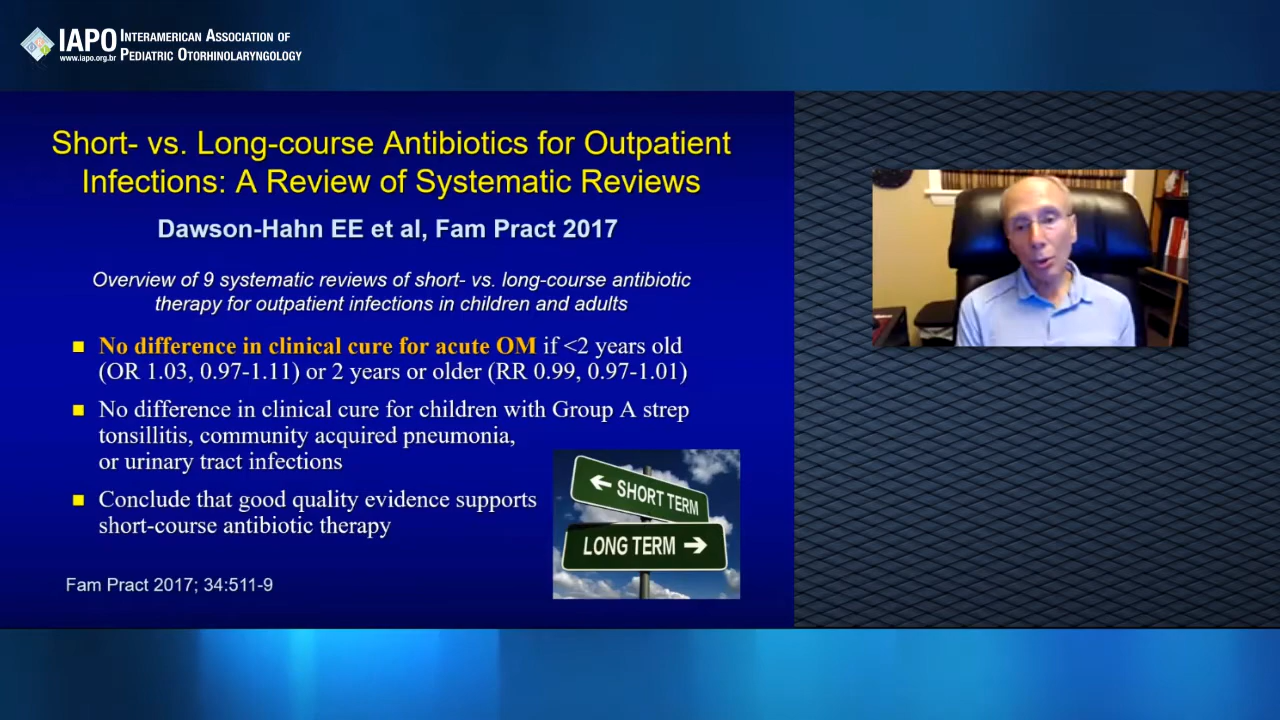 IAPO
INTERAMERICAN ASSOCIATION OF
PEDIATRIC OTORHINOLARYNGOLOGY
www.iapo.org.br
Short- vs. Long-course Antibiotics for Outpatient
Infections: A Review of Systematic Reviews
Dawson-Hahn EE et al, Fam Pract 2017
Overview of 9 systematic reviews of short- vs. long-course antibiotic
therapy for outpatient infections in children and adults
No difference in clinical cure for acute OM if <2 years old
(OR 1.03, 0.97-1.11) or 2 years or older (RR 0.99, 0.97-1.01)
No difference in clinical cure for children with Group A strep
tonsillitis, community acquired pneumonia,
or urinary tract infections
Conclude that good quality evidence supports
short-course antibiotic therapy
← SHORT TERM
LONG TERM →
Fam Pract 2017; 34:511-9